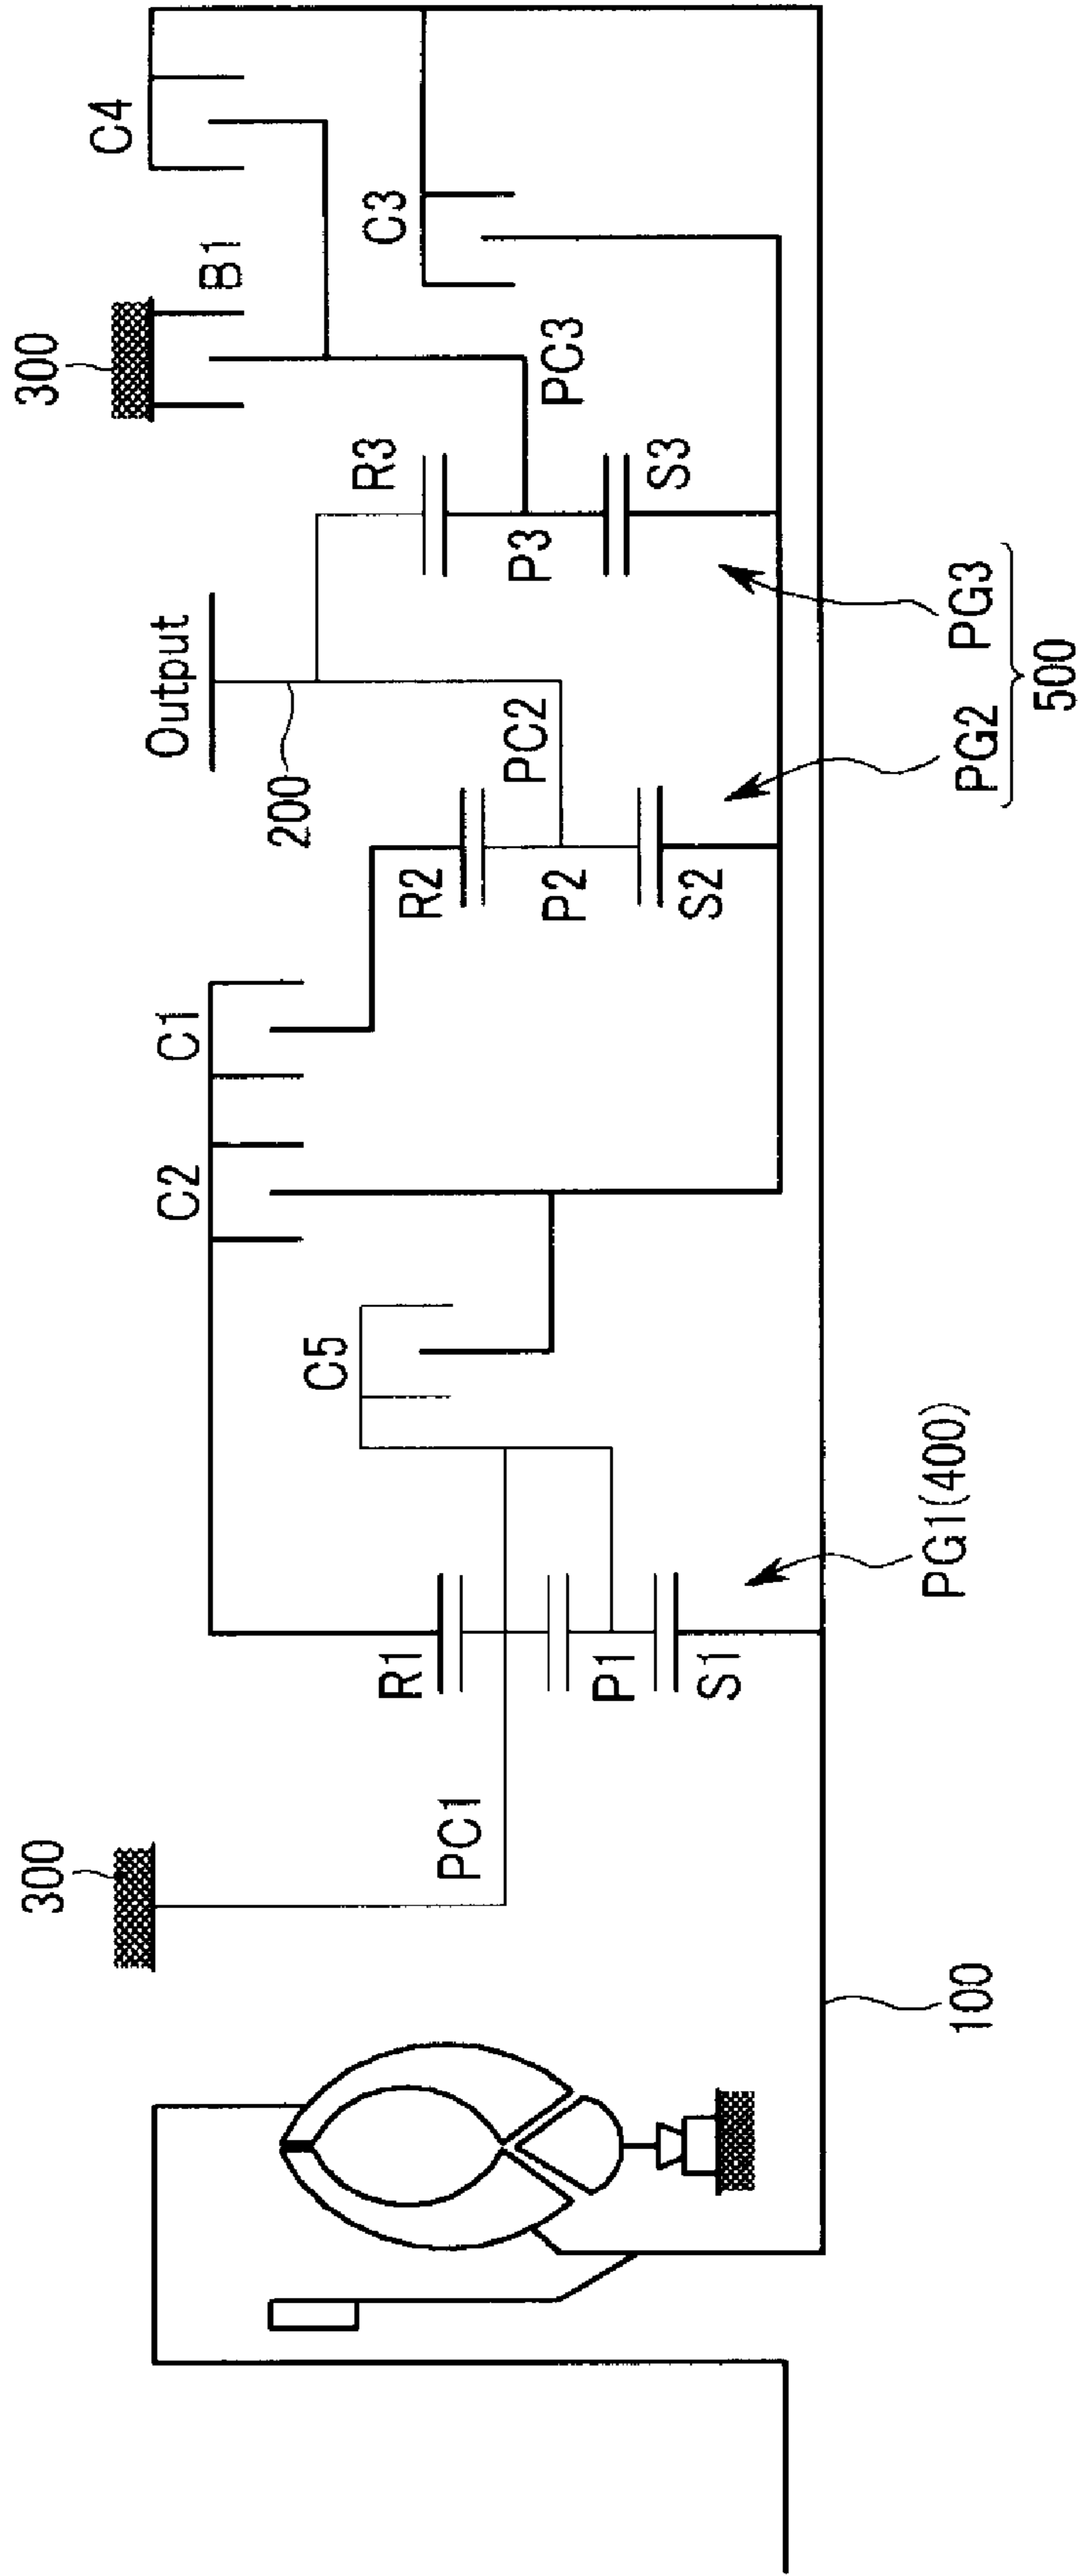 300
300
C4
B1
C3
Output
200
C1
C2
C5
R3
PC3
P3
S3
PC2
R2
P2
S2
R1
PC1
P1
S1
PG3
PG2
500
PG1(400)
100